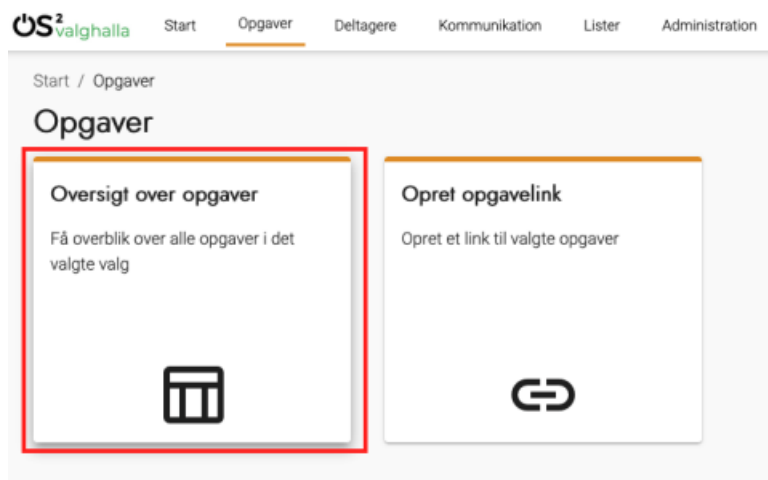 OS²valghalla Start Opgaver Deltagere Kommunikation Lister Administration
Start / Opgaver
Opgaver
Oversigt over opgaver
Få overblik over alle opgaver i det
valgte valg
Opret opgavelink
Opret et link til valgte opgaver